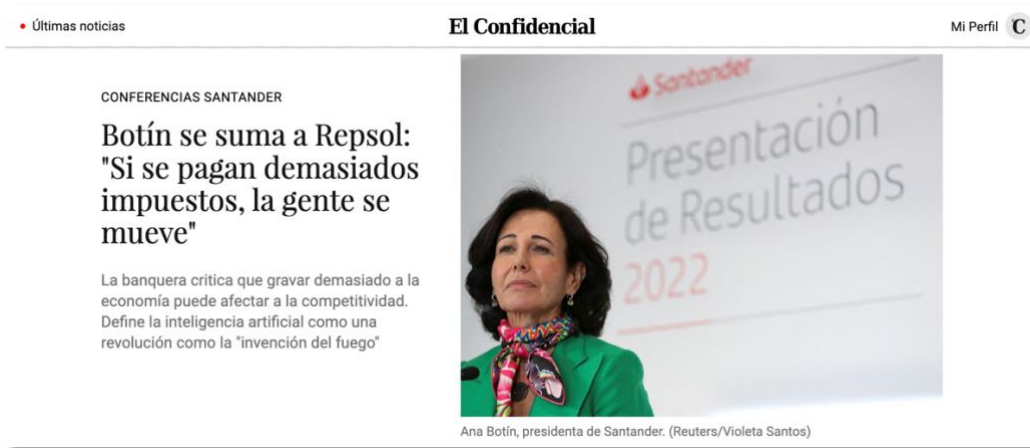 Últimas noticias
El Confidencial
Mi Perfil
C
CONFERENCIAS SANTANDER
Botín se suma a Repsol:
"Si se pagan demasiados
impuestos, la gente se
mueve"
La banquera critica que gravar demasiado a la
economía puede afectar a la competitividad.
Define la inteligencia artificial como una
revolución como la "invención del fuego"
Santander
Presentación
de Resultados
2022
Ana Botín, presidenta de Santander. (Reuters/Violeta Santos)